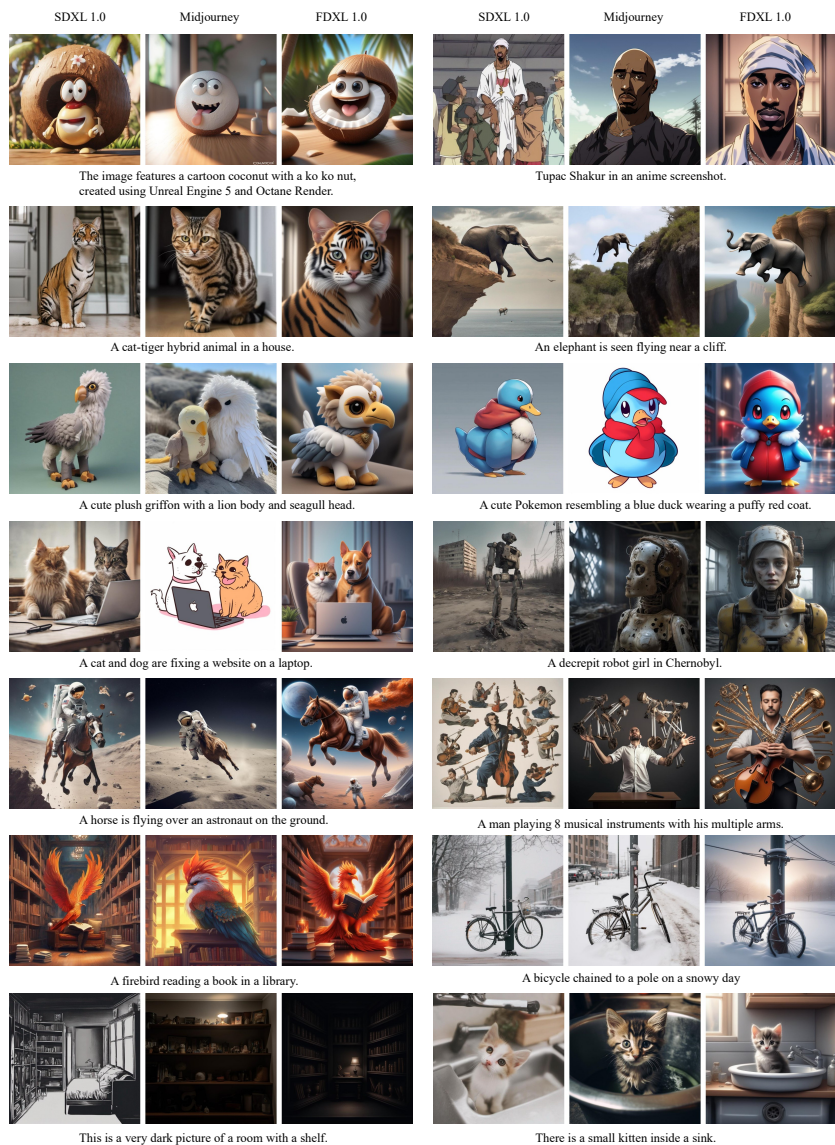 SDXL 1.0 Midjourney FDXL 1.0 SDXL 1.0 Midjourney FDXL 1.0
The image features a cartoon coconut with a ko ko nut,
created using Unreal Engine 5 and Octane Render.
Tupac Shakur in an anime screenshot.
A cat-tiger hybrid animal in a house.
An elephant is seen flying near a cliff.
A cute plush griffon with a lion body and seagull head.
A cute Pokemon resembling a blue duck wearing a puffy red coat.
A cat and dog are fixing a website on a laptop.
A decrepit robot girl in Chernobyl.
A horse is flying over an astronaut on the ground.
A man playing 8 musical instruments with his multiple arms.
A firebird reading a book in a library.
A bicycle chained to a pole on a snowy day
This is a very dark picture of a room with a shelf.
There is a small kitten inside a sink.